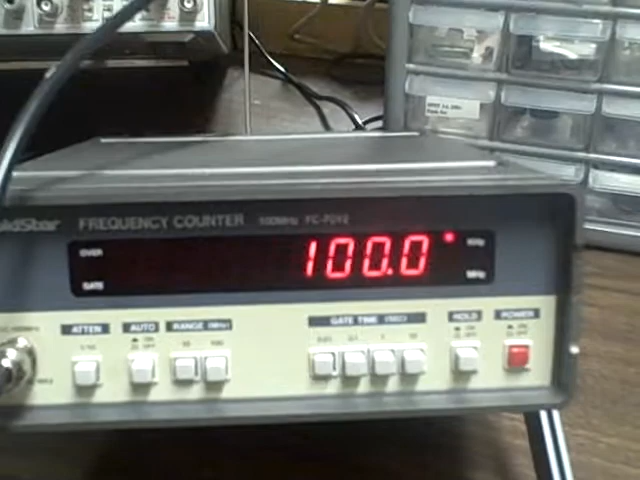 ldStar FREQUENCY COUNTER 100MHz FC-7012
OVER
100.0
KHz
GATE
MHz
ATTEN
AUTO
RANGE (MHz)
GATE TIME (SEC)
HOLD
POWER
1/10
ON
10
100
0.01
0.1
1
10